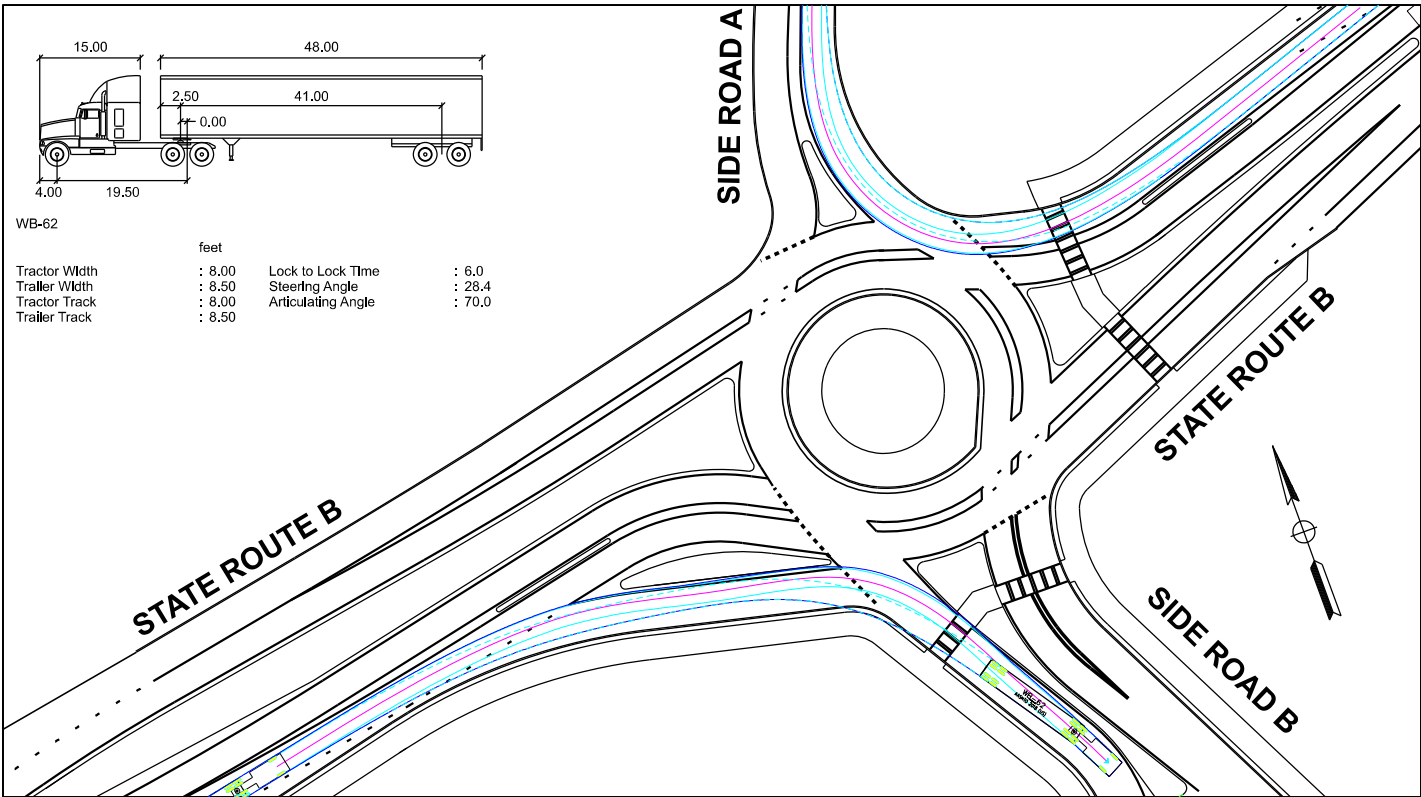 15.00
48.00
2.50
41.00
0.00
4.00
19.50
WB-62
feet
Tractor Width : 8.00 Lock to Lock Time : 6.0
Trailer Width : 8.50 Steering Angle : 28.4
Tractor Track : 8.00 Articulating Angle : 70.0
Trailer Track : 8.50
SIDE ROAD A
STATE ROUTE B
STATE ROUTE B
SIDE ROAD B
WB-62